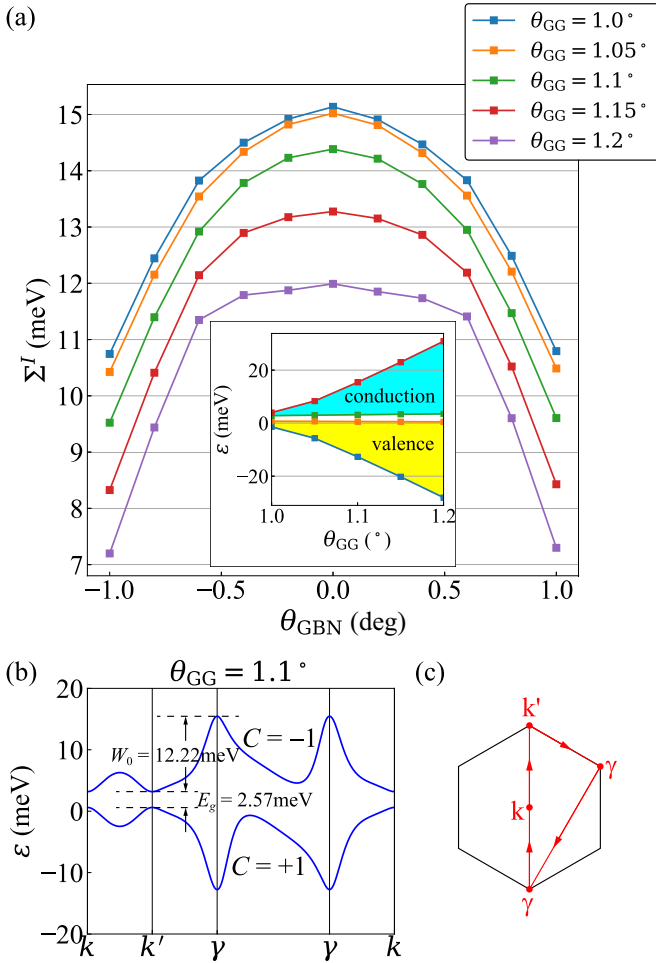 (a)
θGG = 1.0°
θGG = 1.05°
θGG = 1.1°
θGG = 1.15°
θGG = 1.2°
15
14
13
12
11
10
9
8
7
Σ^I (meV)
−1.0
−0.5
0.0
0.5
1.0
θGBN (deg)
20
0
−20
ε (meV)
conduction
valence
1.0
1.1
1.2
θGG (°)
(b)
θGG = 1.1°
20
10
0
−10
−20
ε (meV)
W₀ = 12.22meV
C = −1
E_g = 2.57meV
C = +1
k
k′
γ
γ
k
(c)
k'
γ
k
γ